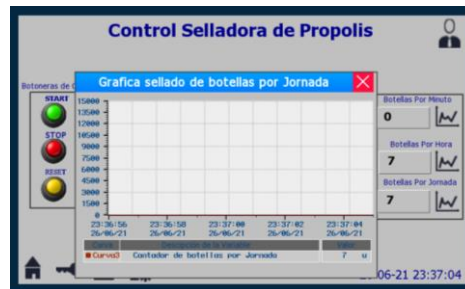 Control Selladora de Propolis
Botoneras de
Grafica sellado de botellas por Jornada
START
STOP
RESET
15000
13500
12000
10500
9000
7500
6000
4500
3000
1500
0
23:36:56 23:36:58 23:37:00 23:37:02 23:37:04
26/06/21 26/06/21 26/06/21 26/06/21 26/06/21
Curva Descripcion de la Variable Valor
Curva3 Contador de botellas por Jornada 7 u
Botellas Por Minuto
0
Botellas Por Hora
7
Botellas Por Jornada
7
06-21 23:37:04